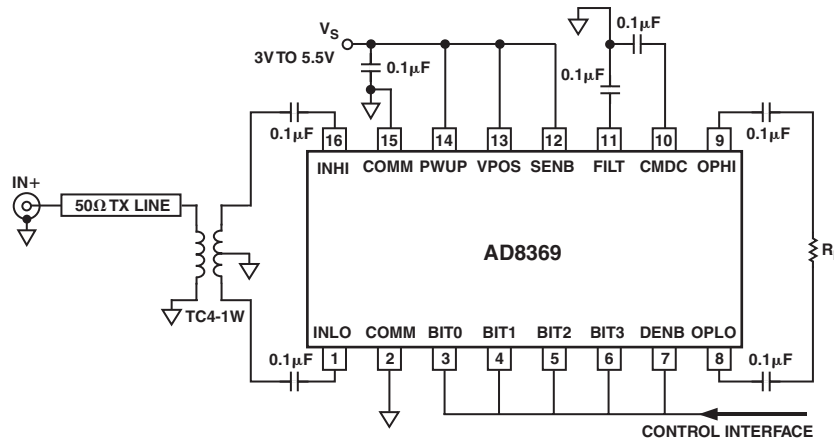 V_S
3V TO 5.5V
0.1µF
0.1µF
0.1µF
0.1µF
0.1µF
16 15 14 13 12 11 10 9
INHI COMM PWUP VPOS SENB FILT CMDC OPHI
IN+
50Ω TX LINE
AD8369
R
TC4-1W
INLO COMM BIT0 BIT1 BIT2 BIT3 DENB OPLO
0.1µF
1 2 3 4 5 6 7 8
0.1µF
CONTROL INTERFACE